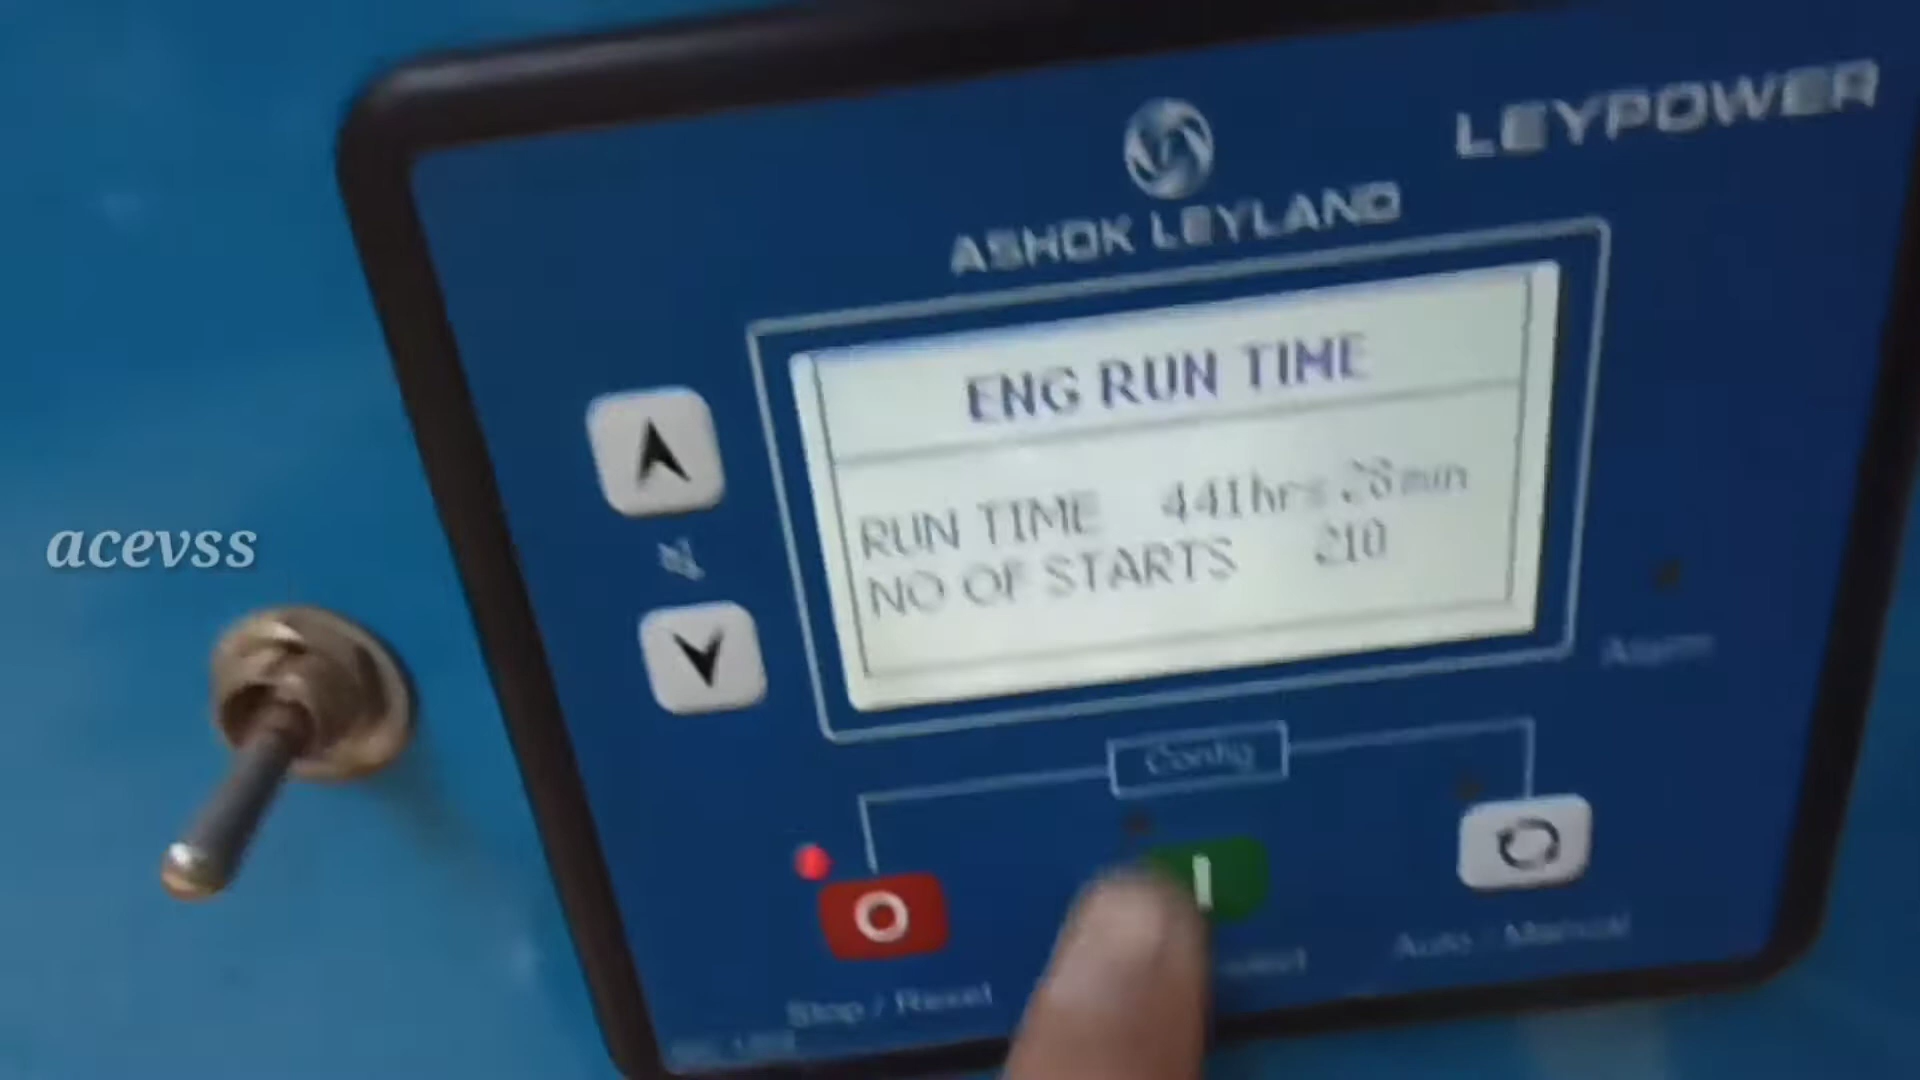 LEYPOWER
ASHOK LEYLAND
ENG RUN TIME
RUN TIME 441hrs 28min
NO OF STARTS 210
acevss
Alarm
Config
Stop / Reset
Auto / Manual